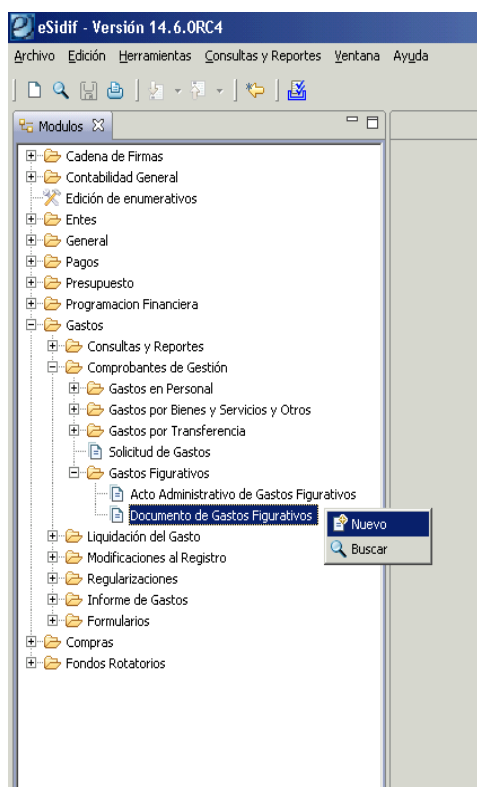 eSidif - Versión 14.6.0RC4
Archivo Edición Herramientas Consultas y Reportes Ventana Ayuda
Modulos
Cadena de Firmas
Contabilidad General
Edición de enumerativos
Entes
General
Pagos
Presupuesto
Programacion Financiera
Gastos
Consultas y Reportes
Comprobantes de Gestión
Gastos en Personal
Gastos por Bienes y Servicios y Otros
Gastos por Transferencia
Solicitud de Gastos
Gastos Figurativos
Acto Administrativo de Gastos Figurativos
Documento de Gastos Figurativos
Nuevo
Buscar
Liquidación del Gasto
Modificaciones al Registro
Regularizaciones
Informe de Gastos
Formularios
Compras
Fondos Rotatorios